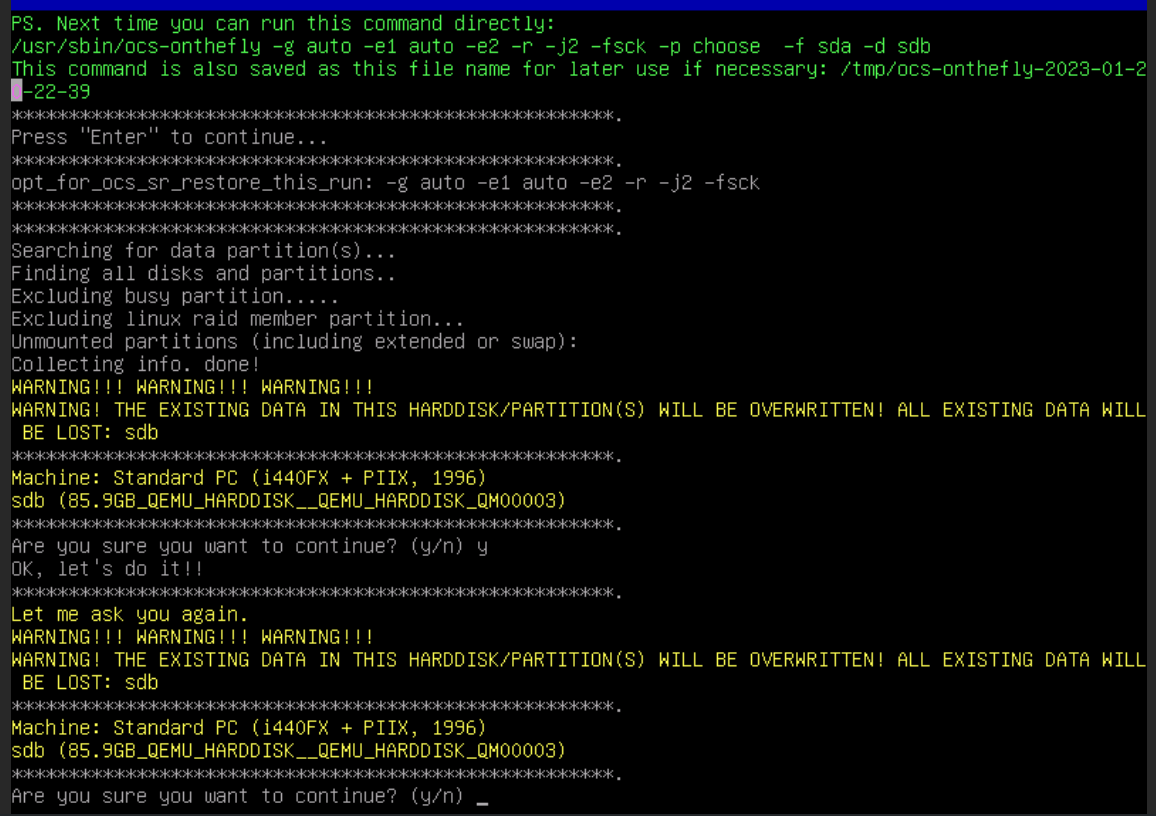 PS. Next time you can run this command directly:
/usr/sbin/ocs-onthefly -g auto -e1 auto -e2 -r -j2 -fsck -p choose  -f sda -d sdb
This command is also saved as this file name for later use if necessary: /tmp/ocs-onthefly-2023-01-2
-22-39
*****************************************************.
Press "Enter" to continue...
*****************************************************.
opt_for_ocs_sr_restore_this_run: -g auto -e1 auto -e2 -r -j2 -fsck
*****************************************************.
*****************************************************.
Searching for data partition(s)...
Finding all disks and partitions..
Excluding busy partition.....
Excluding linux raid member partition...
Unmounted partitions (including extended or swap):
Collecting info. done!
WARNING!!! WARNING!!! WARNING!!!
WARNING! THE EXISTING DATA IN THIS HARDDISK/PARTITION(S) WILL BE OVERWRITTEN! ALL EXISTING DATA WILL
 BE LOST: sdb
*****************************************************.
Machine: Standard PC (i440FX + PIIX, 1996)
sdb (85.9GB_QEMU_HARDDISK__QEMU_HARDDISK_QM00003)
*****************************************************.
Are you sure you want to continue? (y/n) y
OK, let's do it!!
*****************************************************.
Let me ask you again.
WARNING!!! WARNING!!! WARNING!!!
WARNING! THE EXISTING DATA IN THIS HARDDISK/PARTITION(S) WILL BE OVERWRITTEN! ALL EXISTING DATA WILL
 BE LOST: sdb
*****************************************************.
Machine: Standard PC (i440FX + PIIX, 1996)
sdb (85.9GB_QEMU_HARDDISK__QEMU_HARDDISK_QM00003)
*****************************************************.
Are you sure you want to continue? (y/n) _